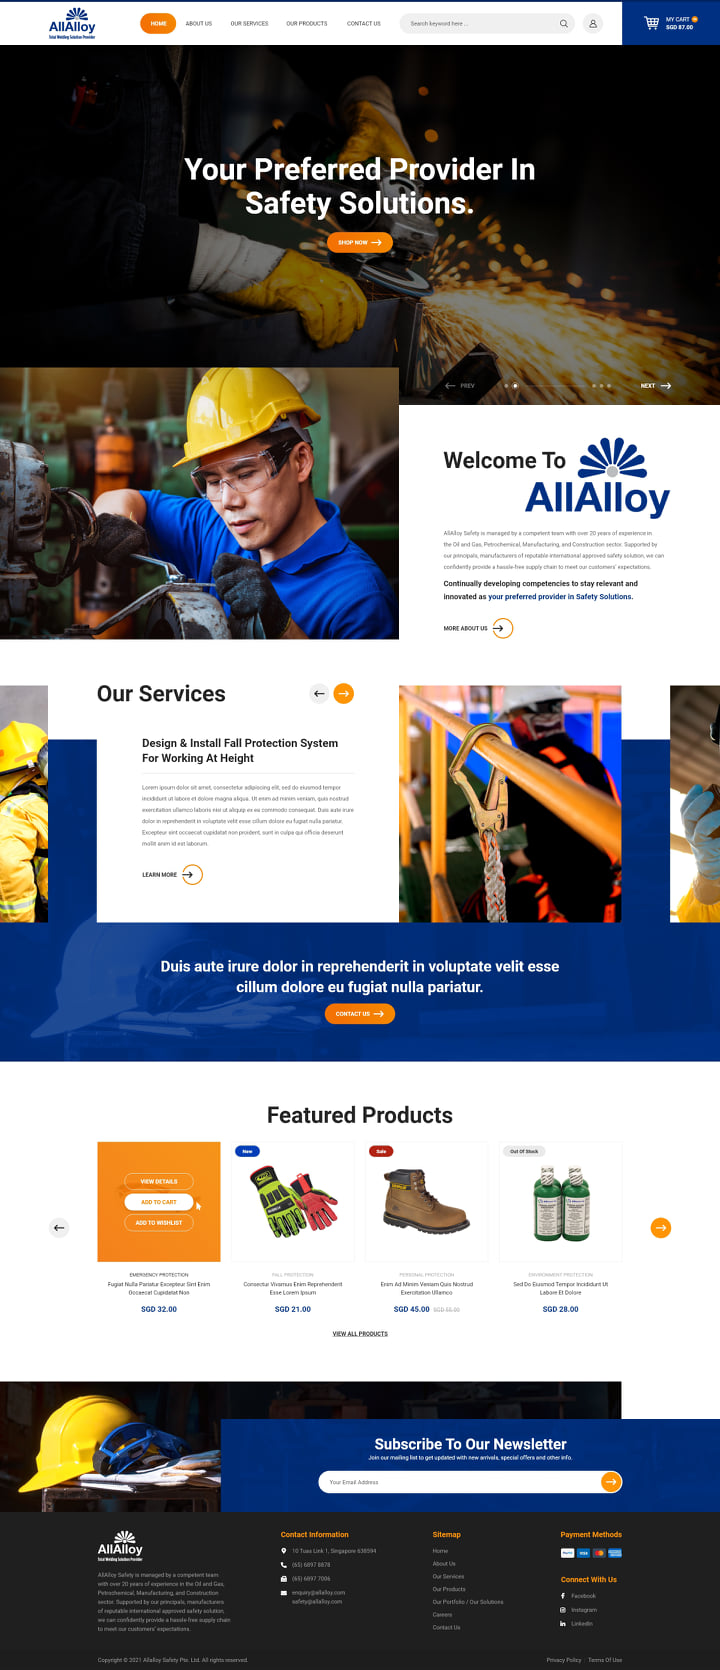 AllAlloy
Total Welding Solution Provider
HOME
ABOUT US
OUR SERVICES
OUR PRODUCTS
CONTACT US
Search keyword here ...
MY CART
SGD 87.00
Your Preferred Provider In
Safety Solutions.
SHOP NOW
PREV
NEXT
Welcome To
AllAlloy
AllAlloy Safety is managed by a competent team with over 20 years of experience in
the Oil and Gas, Petrochemical, Manufacturing, and Construction sector. Supported by
our principals, manufacturers of reputable international approved safety solution, we can
confidently provide a hassle-free supply chain to meet our customers' expectations.
Continually developing competencies to stay relevant and
innovated as your preferred provider in Safety Solutions.
MORE ABOUT US
Our Services
Design & Install Fall Protection System
For Working At Height
Lorem ipsum dolor sit amet, consectetur adipiscing elit, sed do eiusmod tempor
incididunt ut labore et dolore magna aliqua. Ut enim ad minim veniam, quis nostrud
exercitation ullamco laboris nisi ut aliquip ex ea commodo consequat. Duis aute irure
dolor in reprehenderit in voluptate velit esse cillum dolore eu fugiat nulla pariatur.
Excepteur sint occaecat cupidatat non proident, sunt in culpa qui officia deserunt
mollit anim id est laborum.
LEARN MORE
Duis aute irure dolor in reprehenderit in voluptate velit esse
cillum dolore eu fugiat nulla pariatur.
CONTACT US
Featured Products
VIEW DETAILS
ADD TO CART
ADD TO WISHLIST
New
Sale
Out Of Stock
EMERGENCY PROTECTION
Fugiat Nulla Pariatur Excepteur Sint Enim
Occaecat Cupidatat Non
SGD 32.00
FALL PROTECTION
Consectur Vivamus Enim Reprehenderit
Esse Lorem Ipsum
SGD 21.00
PERSONAL PROTECTION
Enim Ad Minim Veniam Quis Nostrud
Exercitation Ullamco
SGD 45.00 SGD 55.00
ENVIRONMENT PROTECTION
Sed Do Eiusmod Tempor Incididunt Ut
Labore Et Dolore
SGD 28.00
VIEW ALL PRODUCTS
Subscribe To Our Newsletter
Join our mailing list to get updated with new arrivals, special offers and other info.
Your Email Address
AllAlloy
Total Welding Solution Provider
AllAlloy Safety is managed by a competent team
with over 20 years of experience in the Oil and Gas,
Petrochemical, Manufacturing, and Construction
sector. Supported by our principals, manufacturers
of reputable international approved safety solution,
we can confidently provide a hassle-free supply chain
to meet our customers' expectations.
Contact Information
10 Tuas Link 1, Singapore 638594
(65) 6897 8878
(65) 6897 7006
enquiry@allalloy.com
safety@allalloy.com
Sitemap
Home
About Us
Our Services
Our Products
Our Portfolio / Our Solutions
Careers
Contact Us
Payment Methods
PayPal
VISA
Connect With Us
Facebook
Instagram
LinkedIn
Copyright © 2021 Allalloy Safety Pte. Ltd. All rights reserved.
Privacy Policy
Terms Of Use